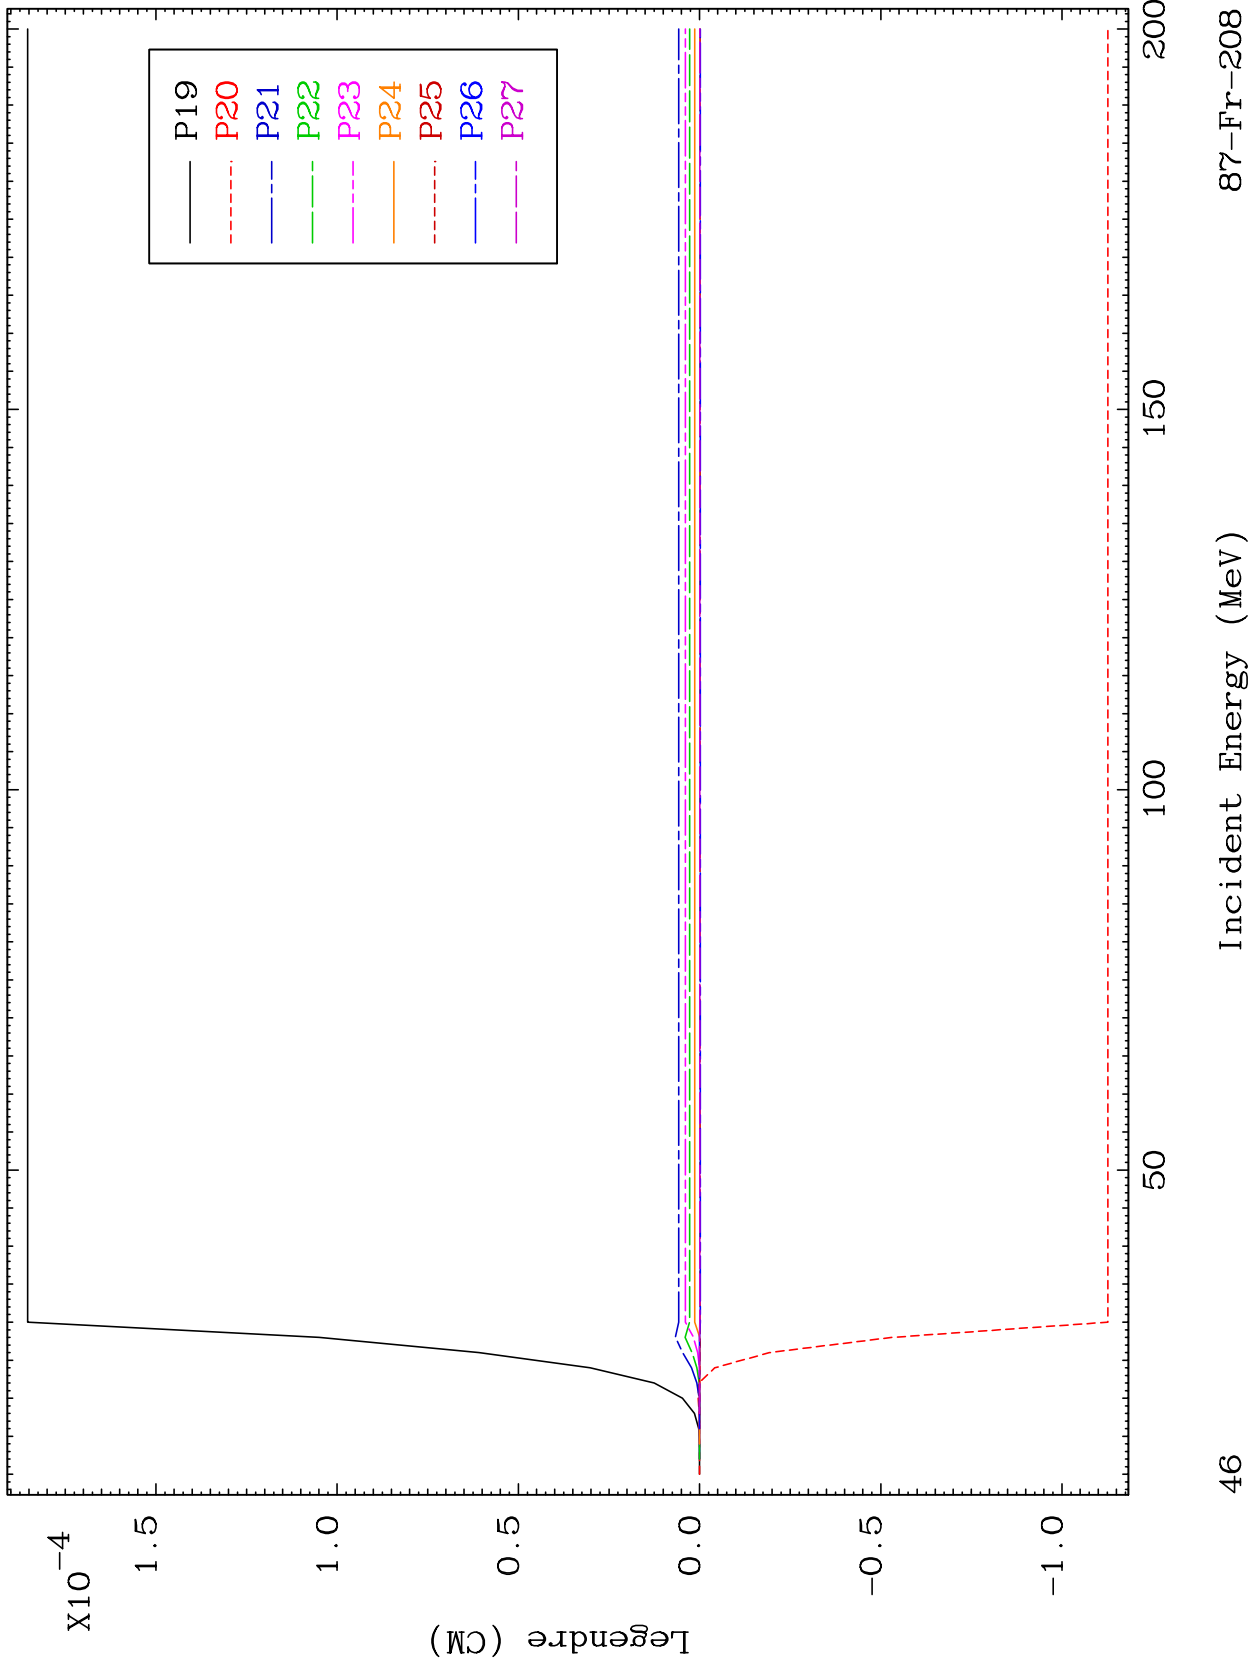 X10-4
1.5
1.0
0.5
0.0
-0.5
-1.0
Legendre (CM)
P19
P20
P21
P22
P23
P24
P25
P26
P27
50
100
150
200
Incident Energy (MeV)
46
87-Fr-208